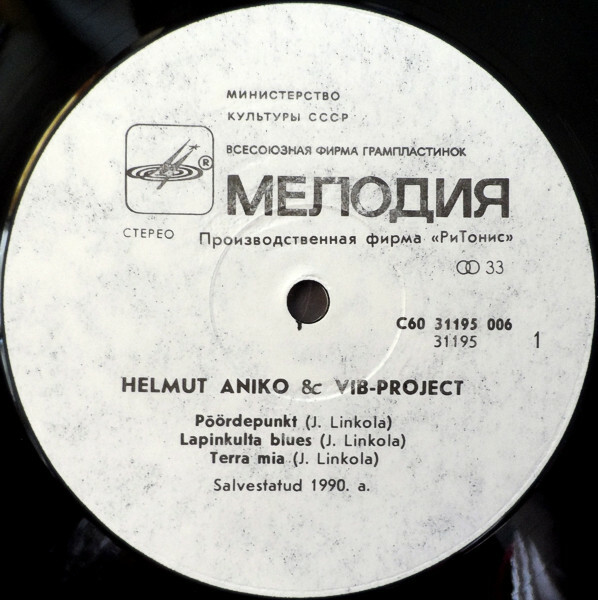 МИНИСТЕРСТВО
КУЛЬТУРЫ СССР
ВСЕСОЮЗНАЯ ФИРМА ГРАМПЛАСТИНОК
®
МЕЛОДИЯ
СТЕРЕО
Производственная фирма «РиТонис»
33
С60 31195 006
31195
1
HELMUT ANIKO & VIB-PROJECT
Pöördepunkt (J. Linkola)
Lapinkulta blues (J. Linkola)
Terra mia (J. Linkola)
Salvestatud 1990. a.